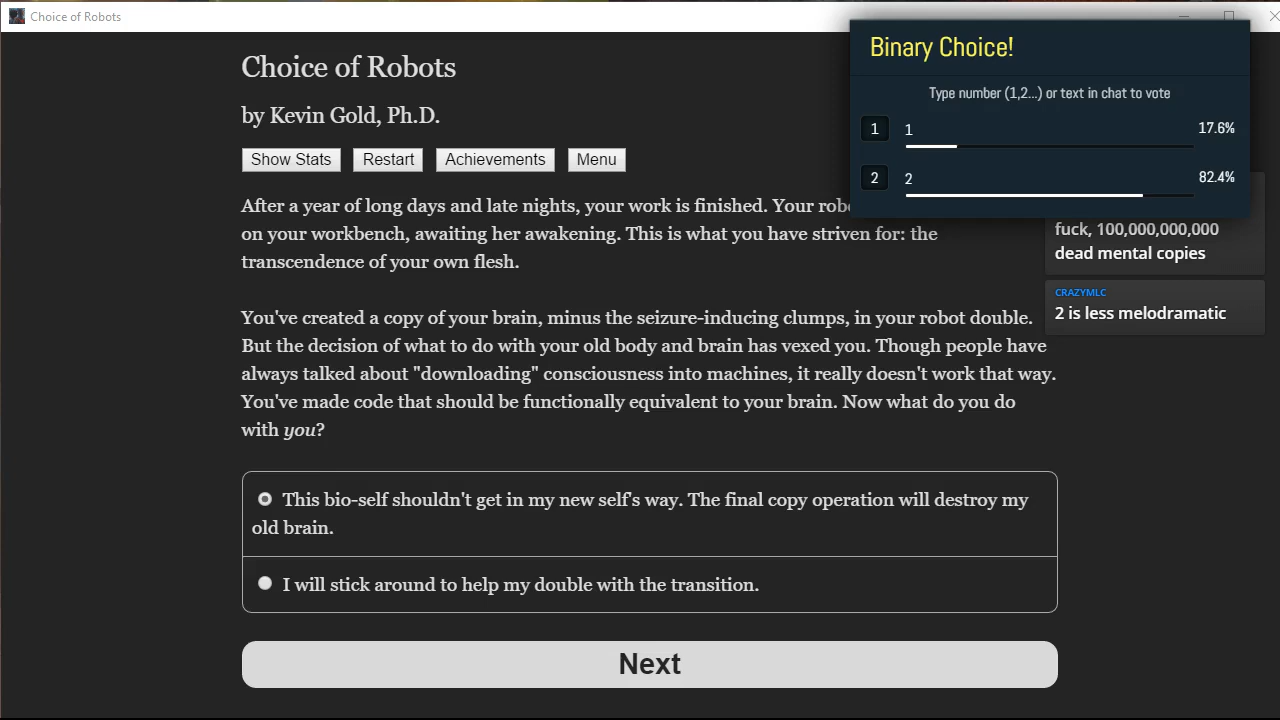 Choice of Robots
Choice of Robots
by Kevin Gold, Ph.D.
Show Stats
Restart
Achievements
Menu
After a year of long days and late nights, your work is finished. Your
on your workbench, awaiting her awakening. This is what you have striven for: the
transcendence of your own flesh.
You've created a copy of your brain, minus the seizure-inducing clumps, in your robot double.
But the decision of what to do with your old body and brain has vexed you. Though people have
always talked about "downloading" consciousness into machines, it really doesn't work that way.
You've made code that should be functionally equivalent to your brain. Now what do you do
with you?
This bio-self shouldn't get in my new self's way. The final copy operation will destroy my
old brain.
I will stick around to help my double with the transition.
Next
Binary Choice!
Type number (1,2...) or text in chat to vote
1 1 17.6%
2 2 82.4%
fuck, 100,000,000,000
dead mental copies
CRAZYMLC
2 is less melodramatic